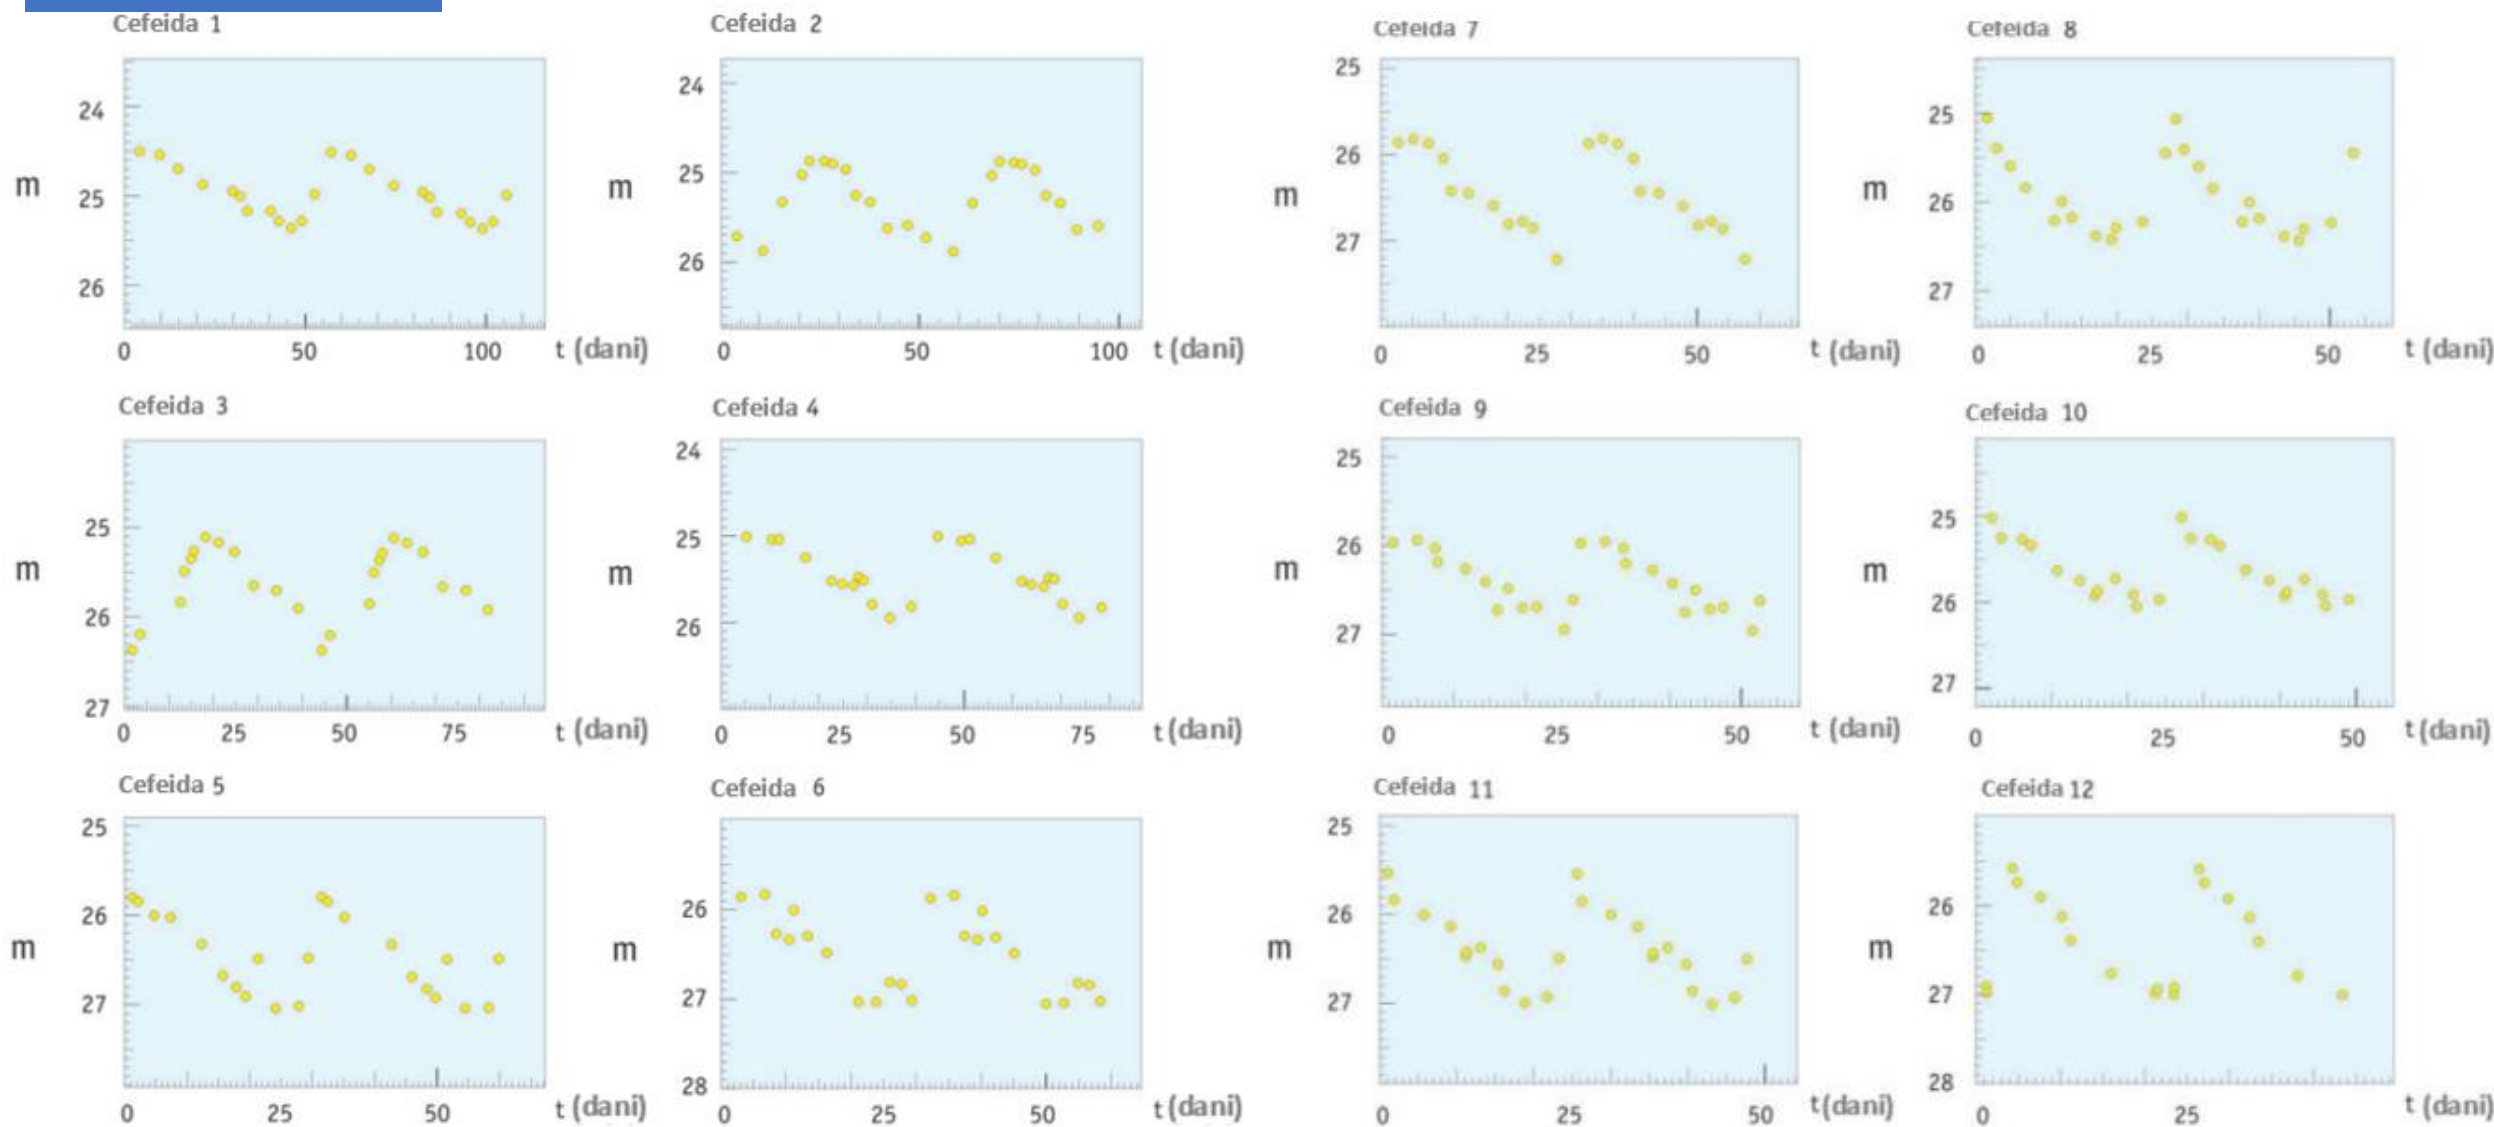 Cefeida 1
24
25
26
m
0 50 100 t (dani)
Cefeida 2
24
25
26
m
0 50 100 t (dani)
Cefeida 7
25
26
27
m
0 25 50 t (dani)
Cefeida 8
25
26
27
m
0 25 50 t (dani)
Cefeida 3
25
26
27
m
0 25 50 75 t (dani)
Cefeida 4
24
25
26
m
0 25 50 75 t (dani)
Cefeida 9
25
26
27
m
0 25 50 t (dani)
Cefeida 10
25
26
27
m
0 25 50 t (dani)
Cefeida 5
25
26
27
m
0 25 50 t (dani)
Cefeida 6
26
27
28
m
0 25 50 t (dani)
Cefeida 11
25
26
27
m
0 25 50 t(dani)
Cefeida 12
26
27
28
m
0 25 t (dani)